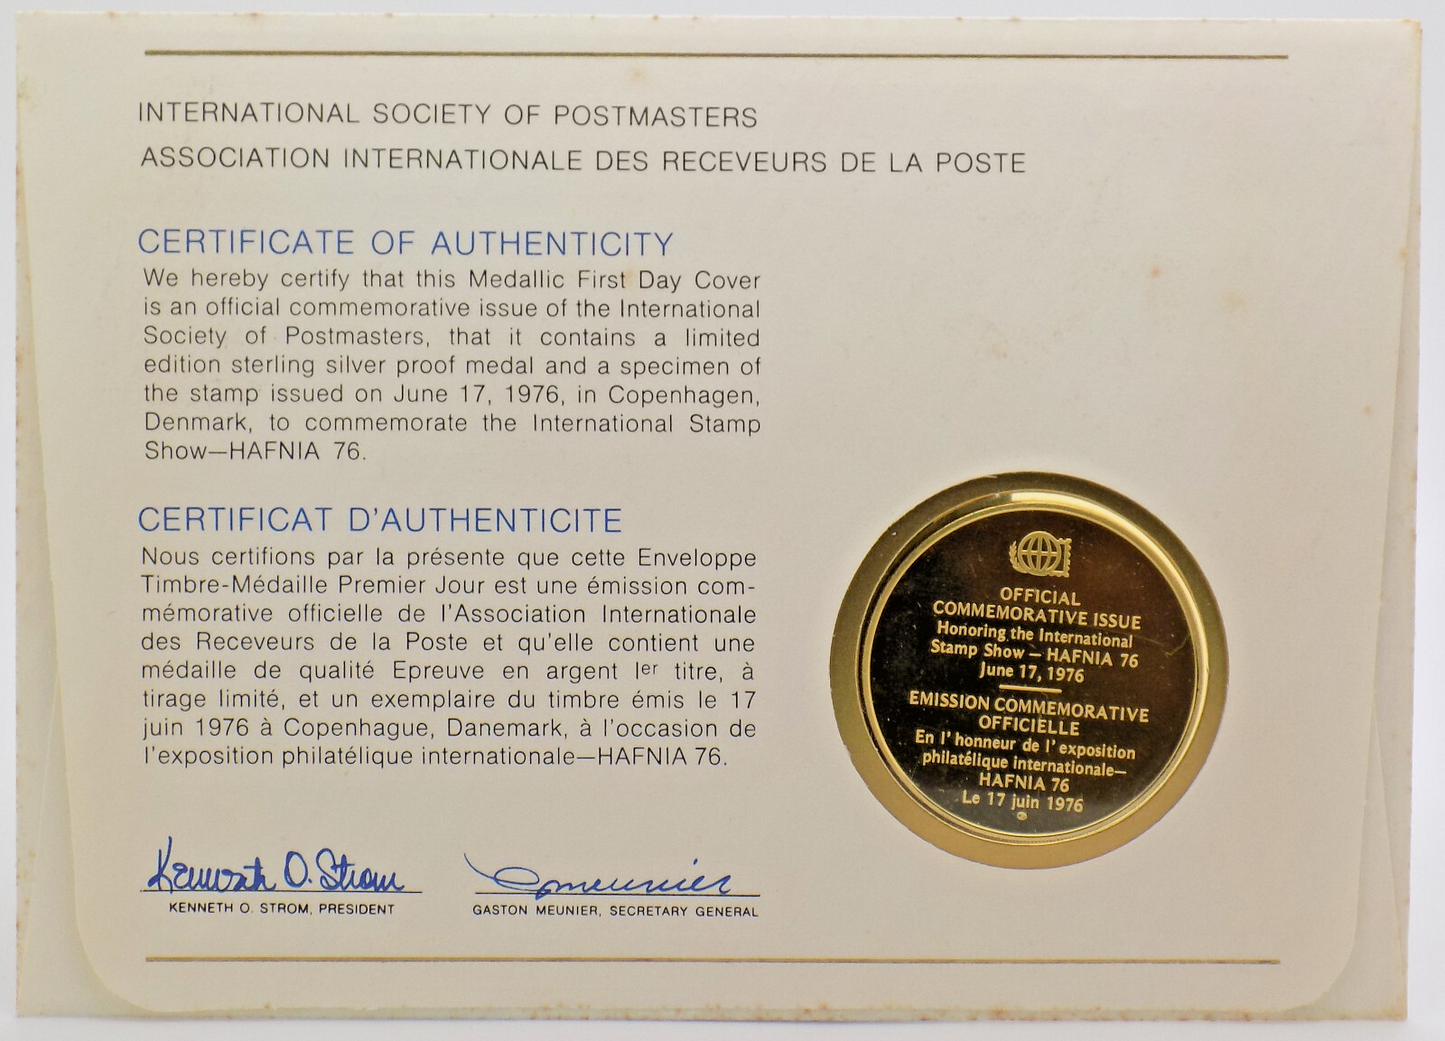 INTERNATIONAL SOCIETY OF POSTMASTERS
ASSOCIATION INTERNATIONALE DES RECEVEURS DE LA POSTE
CERTIFICATE OF AUTHENTICITY
We hereby certify that this Medallic First Day Cover
is an official commemorative issue of the International
Society of Postmasters, that it contains a limited
edition sterling silver proof medal and a specimen of
the stamp issued on June 17, 1976, in Copenhagen,
Denmark, to commemorate the International Stamp
Show—HAFNIA 76.
CERTIFICAT D'AUTHENTICITE
Nous certifions par la présente que cette Enveloppe
Timbre-Médaille Premier Jour est une émission com-
mémorative officielle de l'Association Internationale
des Receveurs de la Poste et qu'elle contient une
médaille de qualité Epreuve en argent Ier titre, à
tirage limité, et un exemplaire du timbre émis le 17
juin 1976 à Copenhague, Danemark, à l'occasion de
l'exposition philatélique internationale—HAFNIA 76.
Kenneth O. Strom
KENNETH O. STROM, PRESIDENT
Gmeunier
GASTON MEUNIER, SECRETARY GENERAL
OFFICIAL
COMMEMORATIVE ISSUE
Honoring the International
Stamp Show — HAFNIA 76
June 17, 1976
EMISSION COMMEMORATIVE
OFFICIELLE
En l'honneur de l'exposition
philatélique internationale—
HAFNIA 76
Le 17 juin 1976